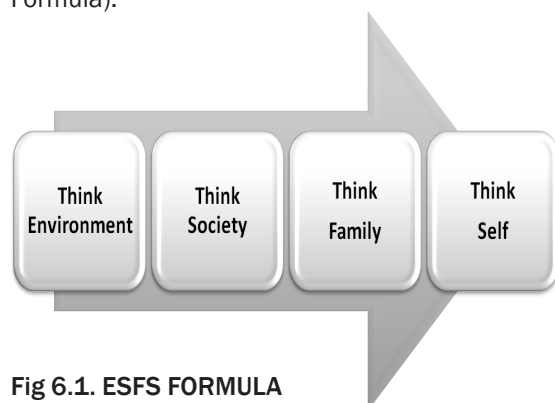 Formula).
Think
Environment
Think
Society
Think
Family
Think
Self
Fig 6.1. ESFS FORMULA